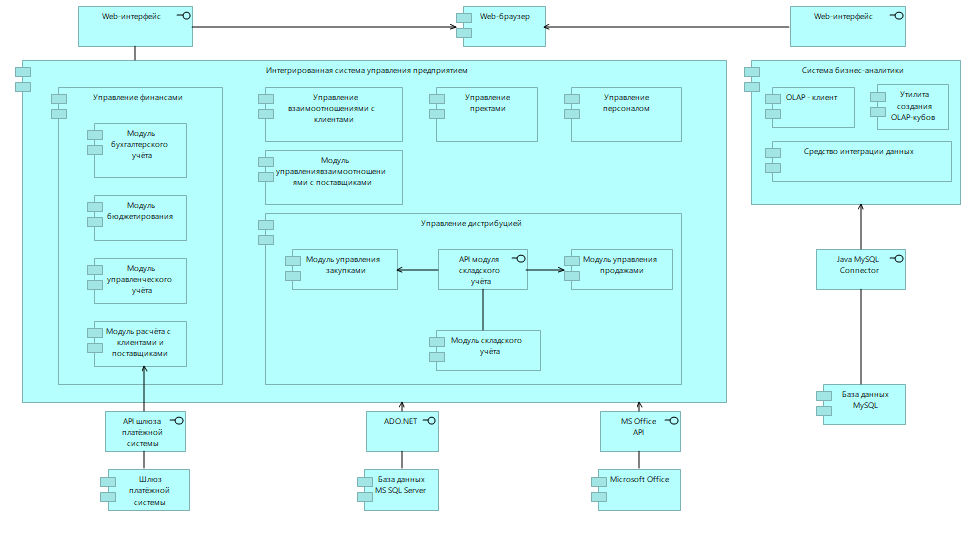 Web-интерфейс
Web-браузер
Web-интерфейс
Интегрированная система управления предприятием
Управление финансами
Модуль
бухгалтерского
учёта
Модуль
бюджетирования
Модуль
управленческого
учёта
Модуль расчёта с
клиентами и
поставщиками
Управление
взаимоотношениями с
клиентами
Управление
пректами
Управление
персоналом
Модуль
управлениявзаимоотношени
ями с поставщиками
Управление дистрибуцией
Модуль управления
закупками
API модуля
складского
учёта
Модуль управления
продажами
Модуль складского
учёта
Система бизнес-аналитики
OLAP - клиент
Утилита
создания
OLAP-кубов
Средство интеграции данных
Java MySQL
Connector
База данных
MySQL
API шлюза
платёжной
системы
ADO.NET
MS Office
API
Шлюз
платёжной
системы
База данных
MS SQL Server
Microsoft Office